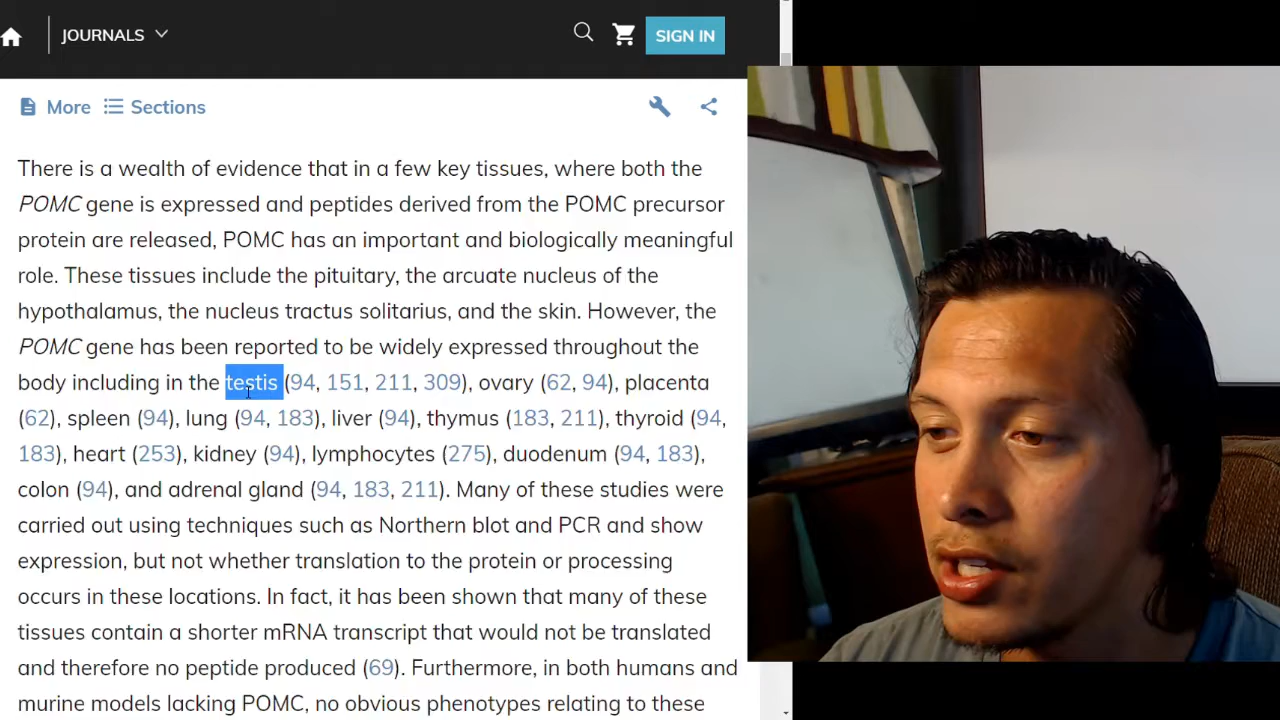 JOURNALS
SIGN IN
More
Sections
There is a wealth of evidence that in a few key tissues, where both the
POMC gene is expressed and peptides derived from the POMC precursor
protein are released, POMC has an important and biologically meaningful
role. These tissues include the pituitary, the arcuate nucleus of the
hypothalamus, the nucleus tractus solitarius, and the skin. However, the
POMC gene has been reported to be widely expressed throughout the
body including in the testis (94, 151, 211, 309), ovary (62, 94), placenta
(62), spleen (94), lung (94, 183), liver (94), thymus (183, 211), thyroid (94,
183), heart (253), kidney (94), lymphocytes (275), duodenum (94, 183),
colon (94), and adrenal gland (94, 183, 211). Many of these studies were
carried out using techniques such as Northern blot and PCR and show
expression, but not whether translation to the protein or processing
occurs in these locations. In fact, it has been shown that many of these
tissues contain a shorter mRNA transcript that would not be translated
and therefore no peptide produced (69). Furthermore, in both humans and
murine models lacking POMC, no obvious phenotypes relating to these